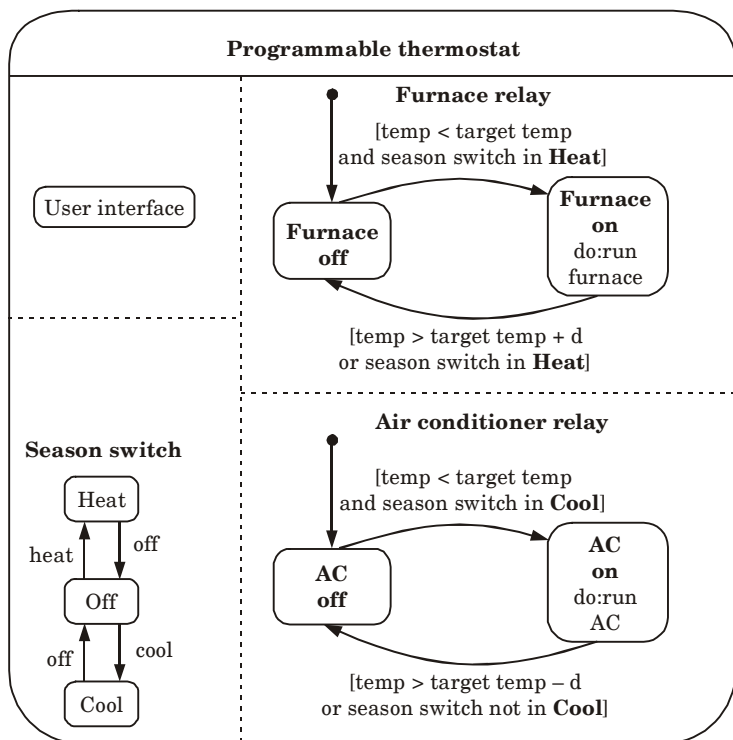 Programmable thermostat
User interface
Furnace relay
[temp < target temp
and season switch in Heat]
Furnace
off
Furnace
on
do:run
furnace
[temp > target temp + d
or season switch in Heat]
Season switch
Heat
heat
off
Off
off
cool
Cool
Air conditioner relay
[temp < target temp
and season switch in Cool]
AC
off
AC
on
do:run
AC
[temp > target temp – d
or season switch not in Cool]